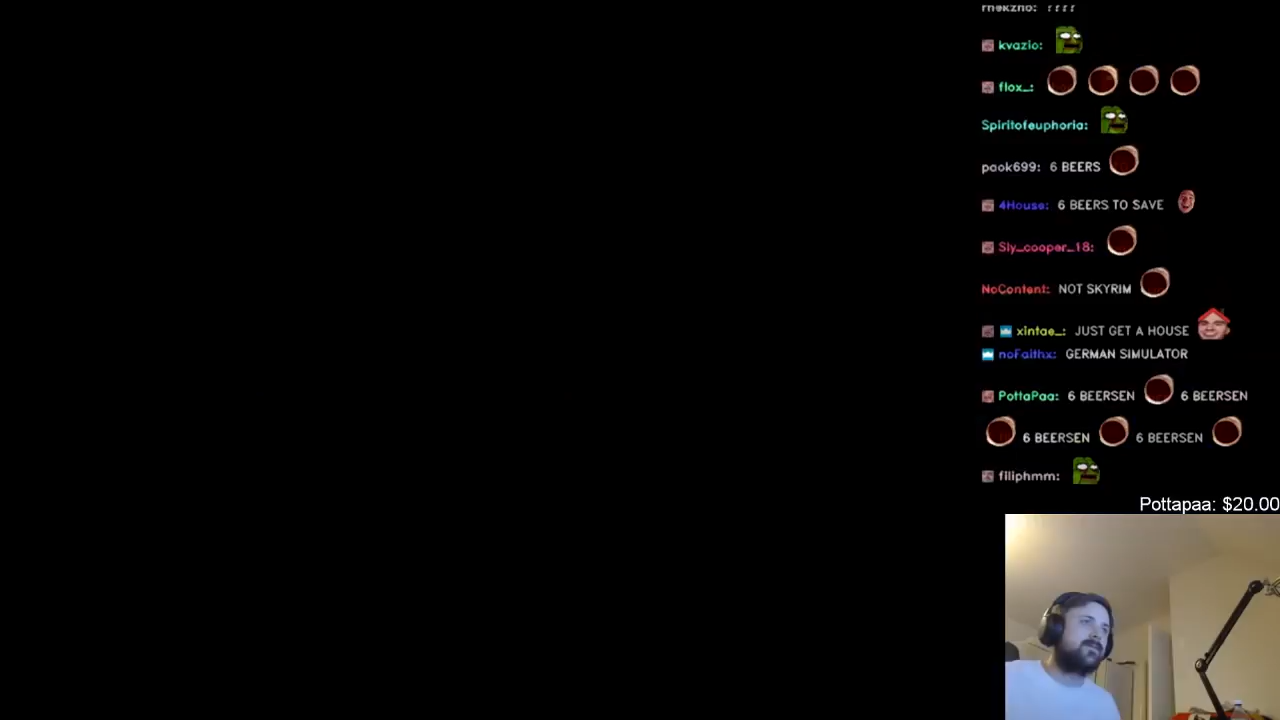 kvazio:
flox_:
Spiritofeuphoria:
paok699: 6 BEERS
4House: 6 BEERS TO SAVE
Sly_cooper_18:
NoContent: NOT SKYRIM
xintae_: JUST GET A HOUSE
noFaithx: GERMAN SIMULATOR
PottaPaa: 6 BEERSEN 6 BEERSEN
6 BEERSEN 6 BEERSEN
filiphmm:
Pottapaa: $20.00